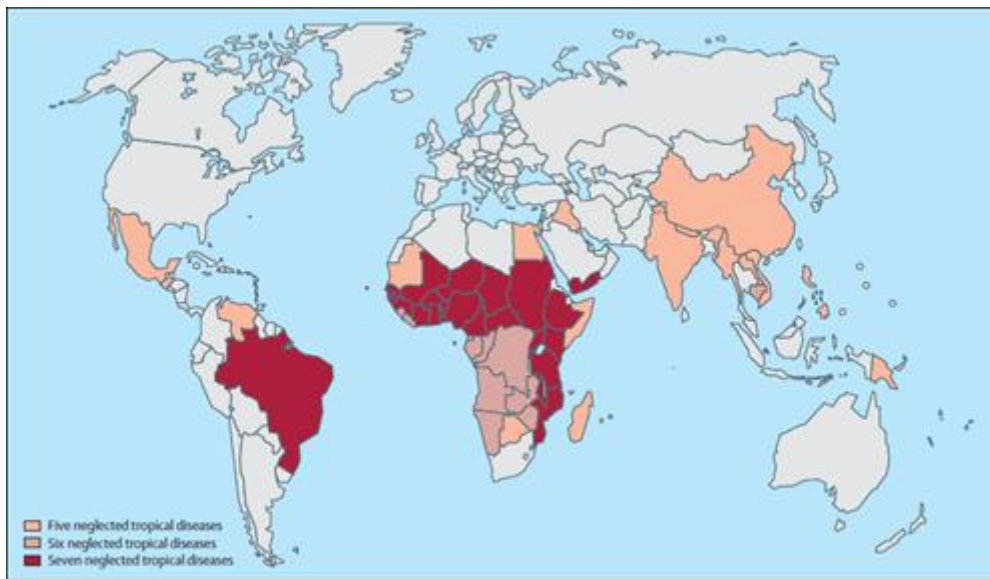 Five neglected tropical diseases
Six neglected tropical diseases
Seven neglected tropical diseases